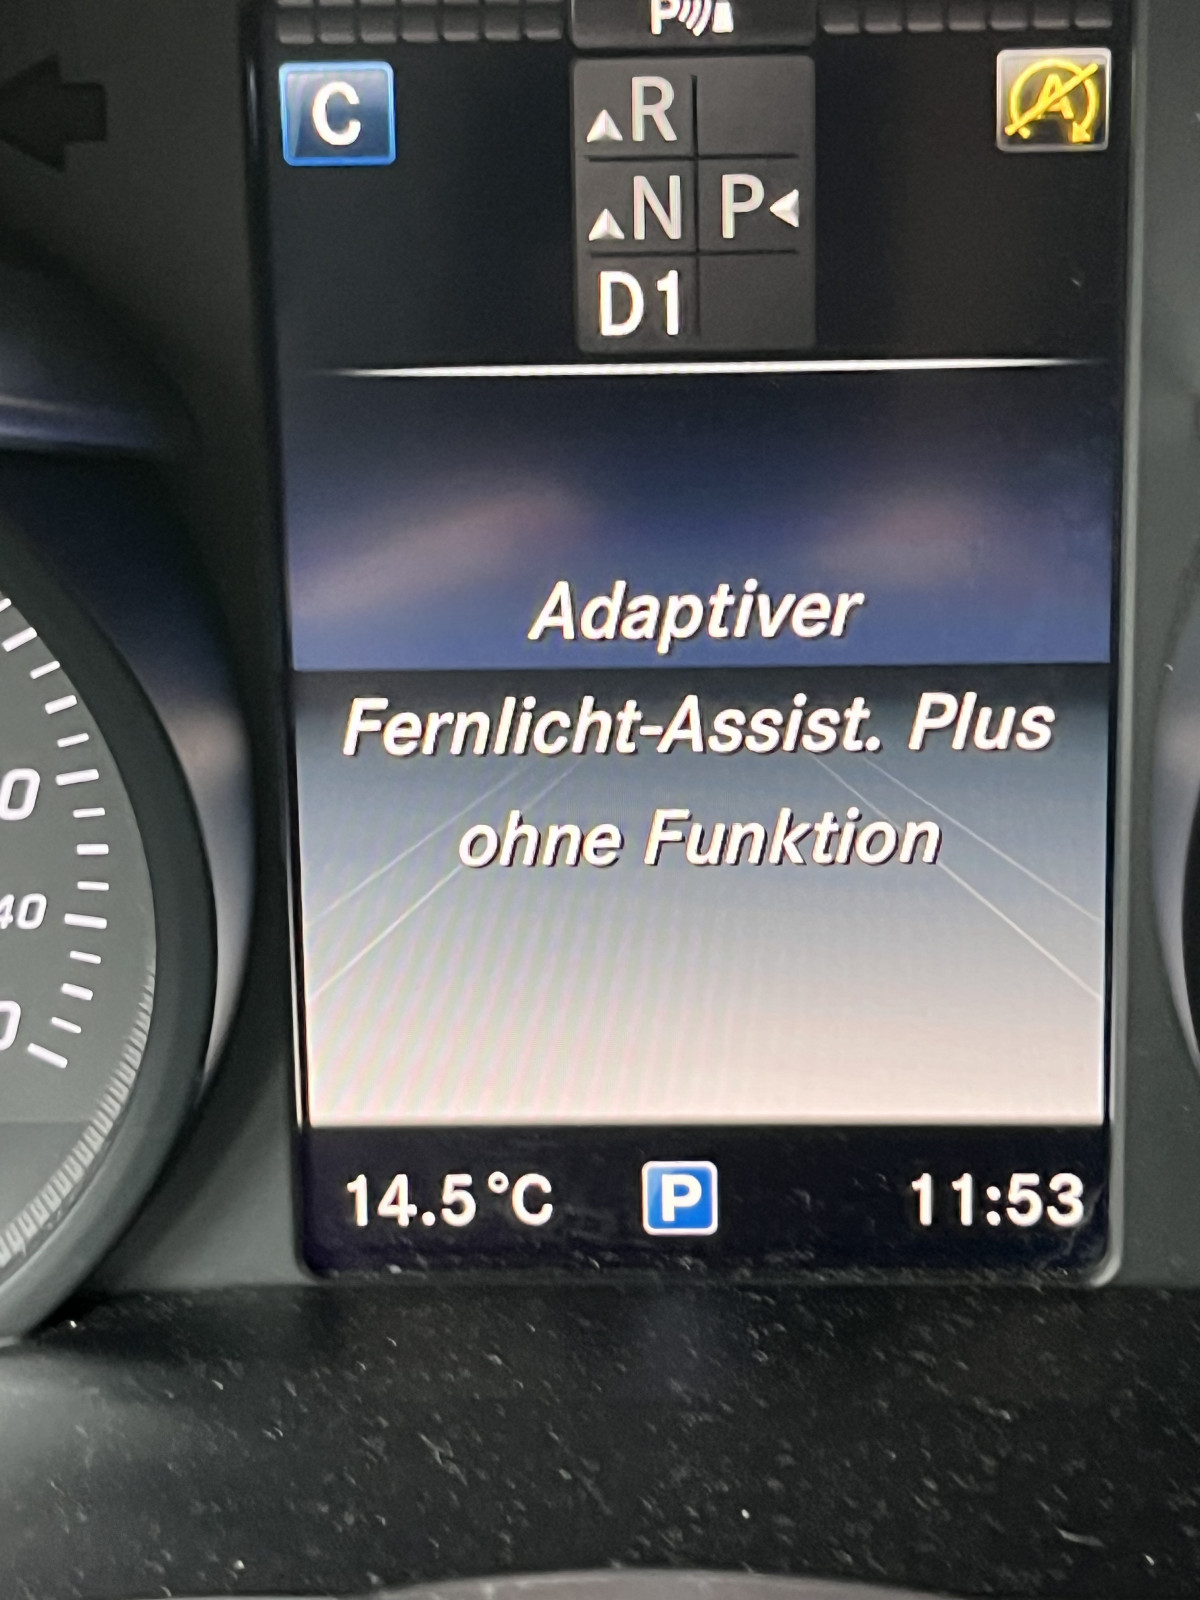 P
C
R
N P
D1
Adaptiver
Fernlicht-Assist. Plus
ohne Funktion
14.5°C P 11:53